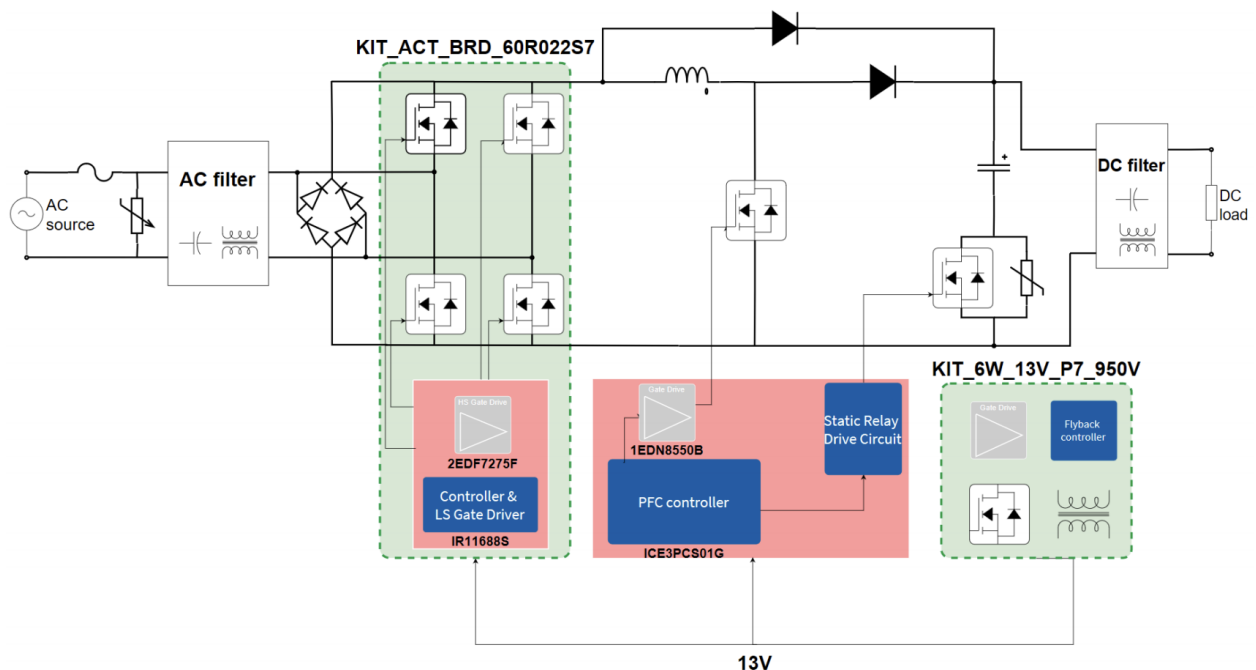 KIT_ACT_BRD_60R022S7
AC filter
AC
source
+
DC filter
DC
load
KIT_6W_13V_P7_950V
HS Gate Drive
2EDF7275F
Controller &
LS Gate Driver
IR11688S
Gate Drive
1EDN8550B
PFC controller
ICE3PCS01G
Static Relay
Drive Circuit
Gate Drive
Flyback
controller
13V